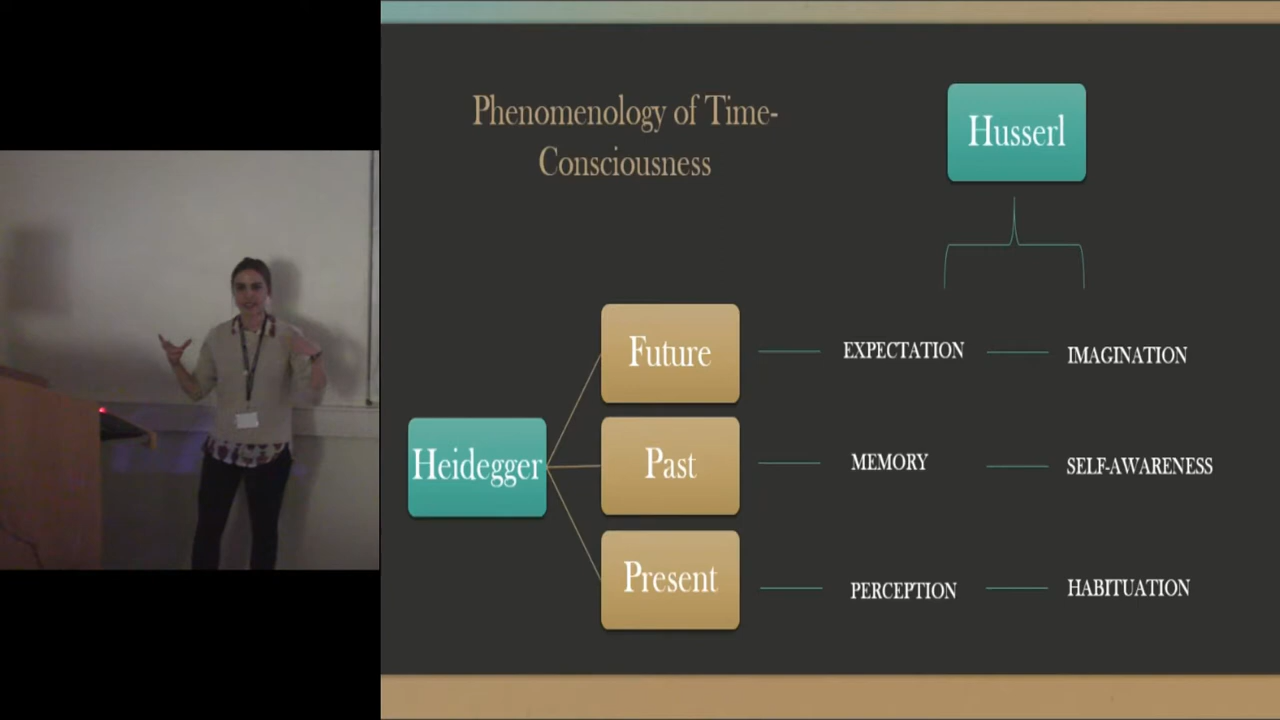 Phenomenology of Time-
Consciousness
Husserl
Heidegger
Future
EXPECTATION
IMAGINATION
Past
MEMORY
SELF-AWARENESS
Present
PERCEPTION
HABITUATION